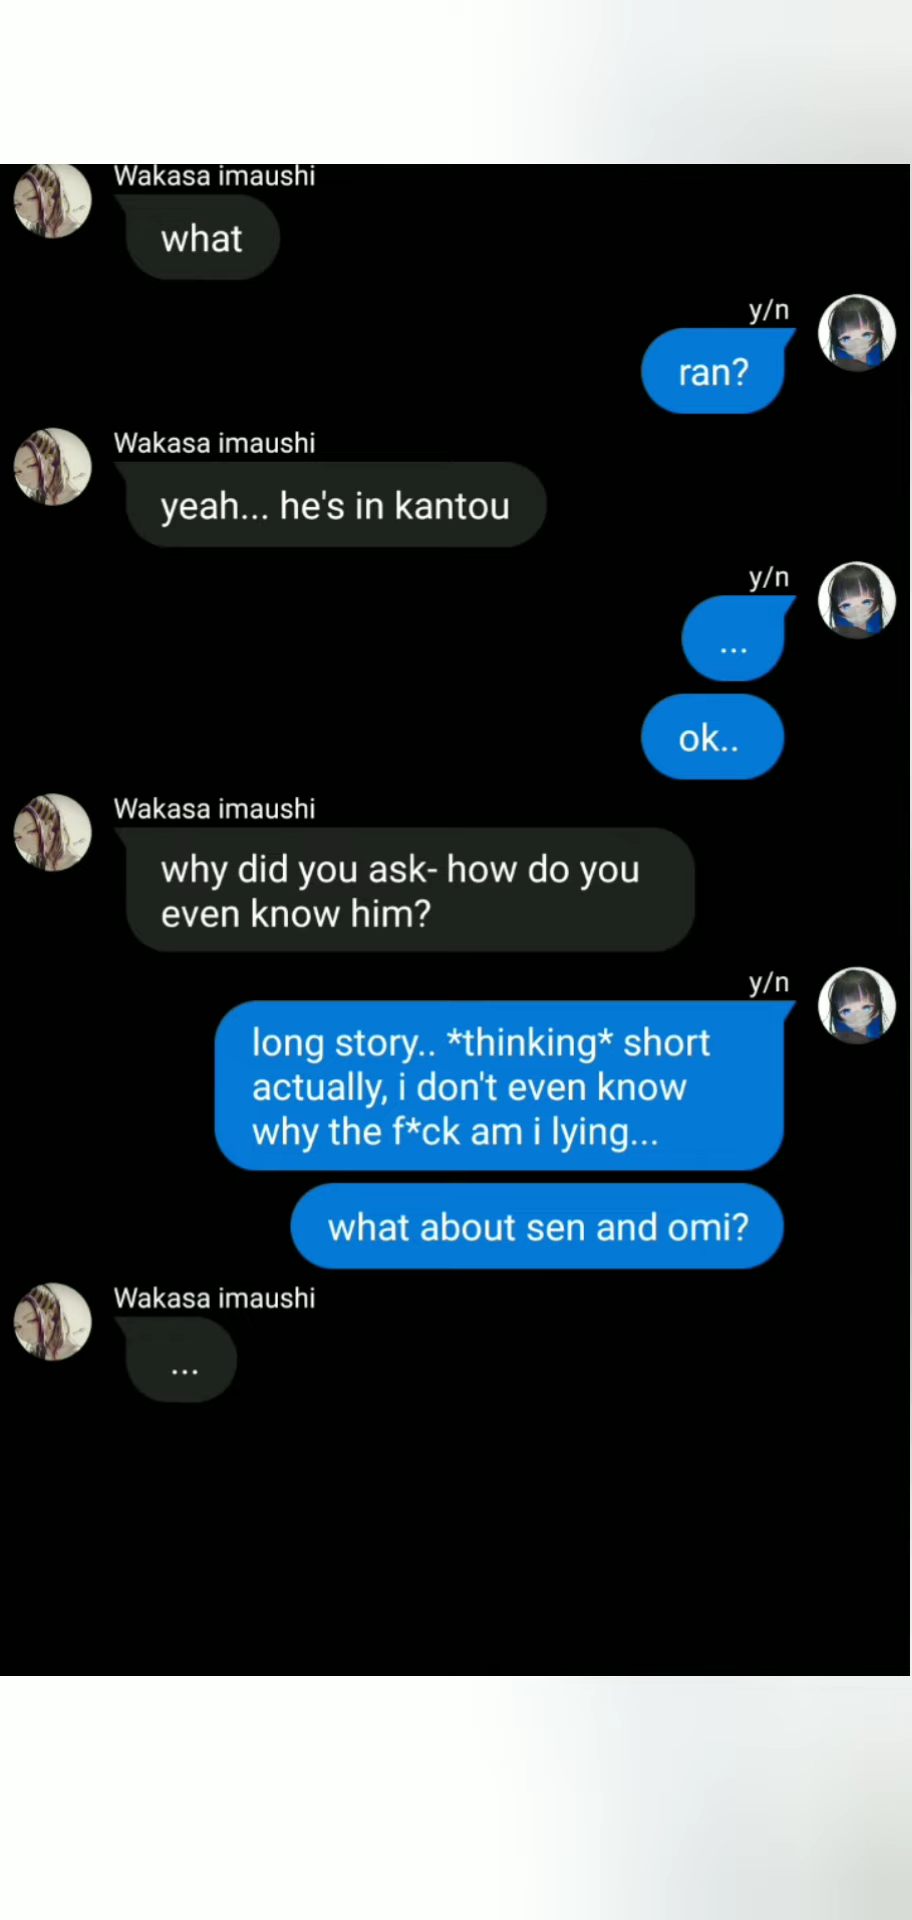 Wakasa imaushi
what
y/n
ran?
Wakasa imaushi
yeah... he's in kantou
y/n
...
ok..
Wakasa imaushi
why did you ask- how do you
even know him?
y/n
long story.. *thinking* short
actually, i don't even know
why the f*ck am i lying...
what about sen and omi?
Wakasa imaushi
...